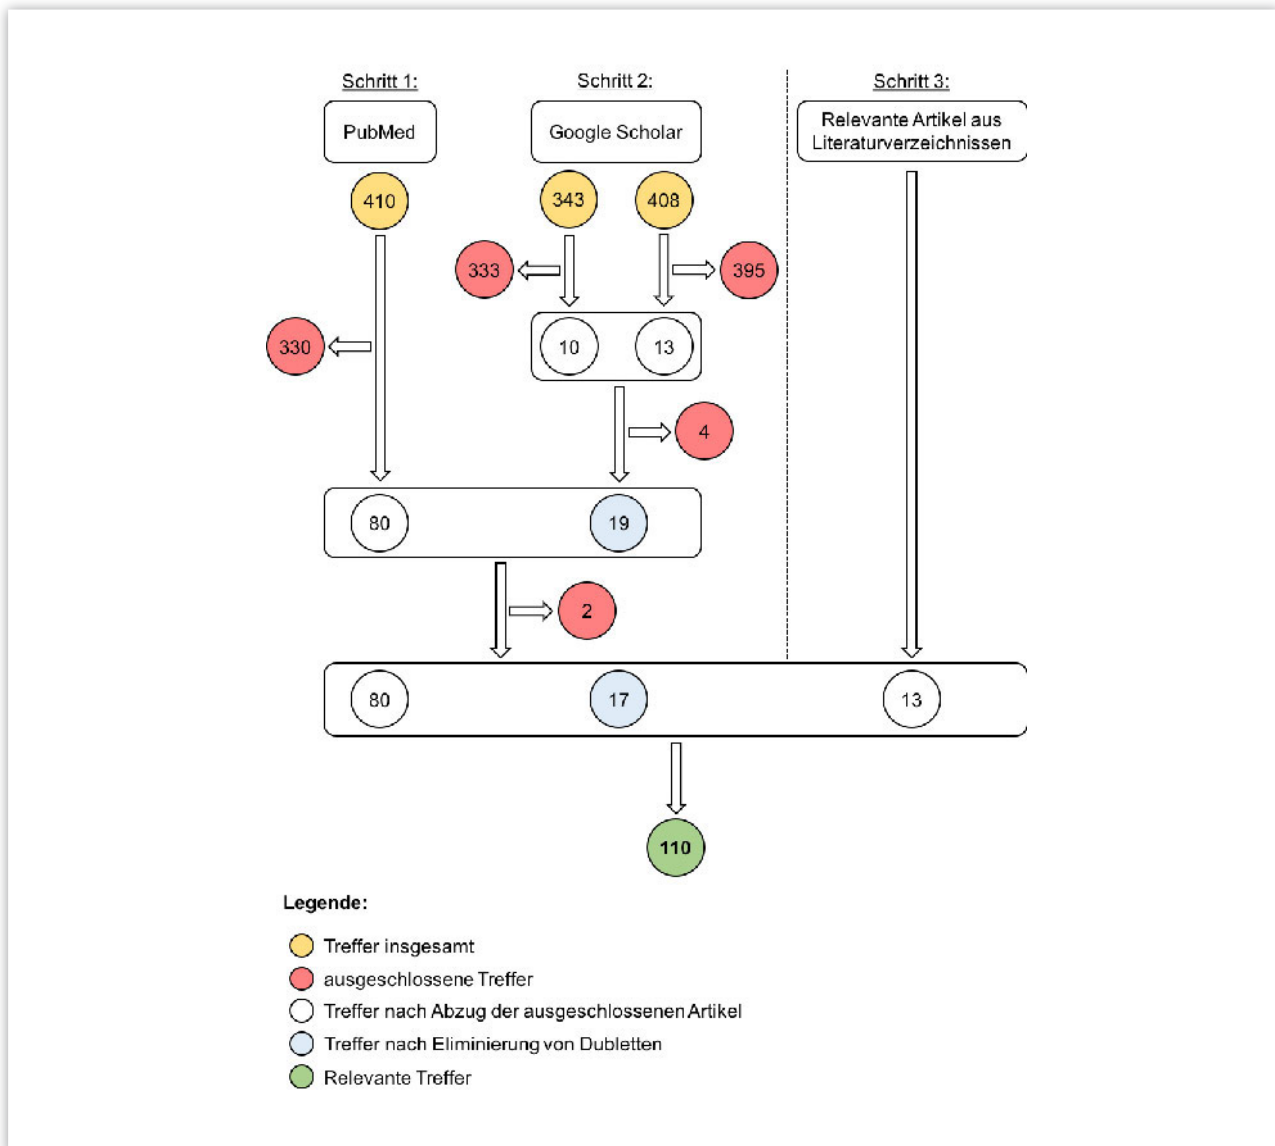 Schritt 1:
Schritt 2:
Schritt 3:
PubMed
Google Scholar
Relevante Artikel aus
Literaturverzeichnissen
410
343
408
333
395
330
10
13
4
80
19
2
80
17
13
110
Legende:
Treffer insgesamt
ausgeschlossene Treffer
Treffer nach Abzug der ausgeschlossenen Artikel
Treffer nach Eliminierung von Dubletten
Relevante Treffer